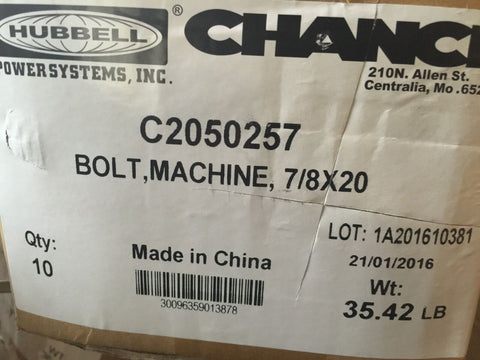 HUBBELL ®
POWER SYSTEMS, INC.
CHANC
210N. Allen St.
Centralia, Mo.652
C2050257
BOLT,MACHINE, 7/8X20
LOT: 1A201610381
21/01/2016
Qty:
10
Made in China
30096359013878
Wt:
35.42 LB